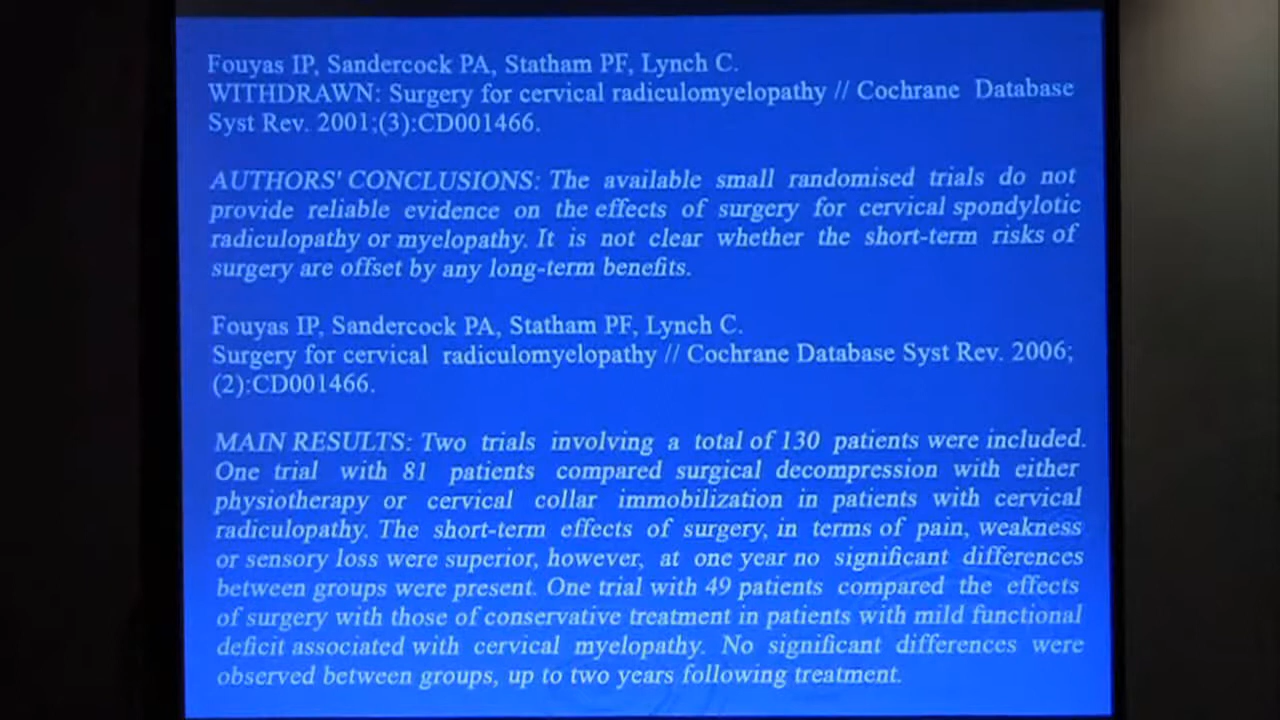 Fouyas IP, Sandercock PA, Statham PF, Lynch C.
WITHDRAWN: Surgery for cervical radiculomyelopathy // Cochrane Database
Syst Rev. 2001;(3):CD001466.
AUTHORS' CONCLUSIONS: The available small randomised trials do not
provide reliable evidence on the effects of surgery for cervical spondylotic
radiculopathy or myelopathy. It is not clear whether the short-term risks of
surgery are offset by any long-term benefits.
Fouyas IP, Sandercock PA, Statham PF, Lynch C.
Surgery for cervical radiculomyelopathy // Cochrane Database Syst Rev. 2006;
(2):CD001466.
MAIN RESULTS: Two trials involving a total of 130 patients were included.
One trial with 81 patients compared surgical decompression with either
physiotherapy or cervical collar immobilization in patients with cervical
radiculopathy. The short-term effects of surgery, in terms of pain, weakness
or sensory loss were superior, however, at one year no significant differences
between groups were present. One trial with 49 patients compared the effects
of surgery with those of conservative treatment in patients with mild functional
deficit associated with cervical myelopathy. No significant differences were
observed between groups, up to two years following treatment.